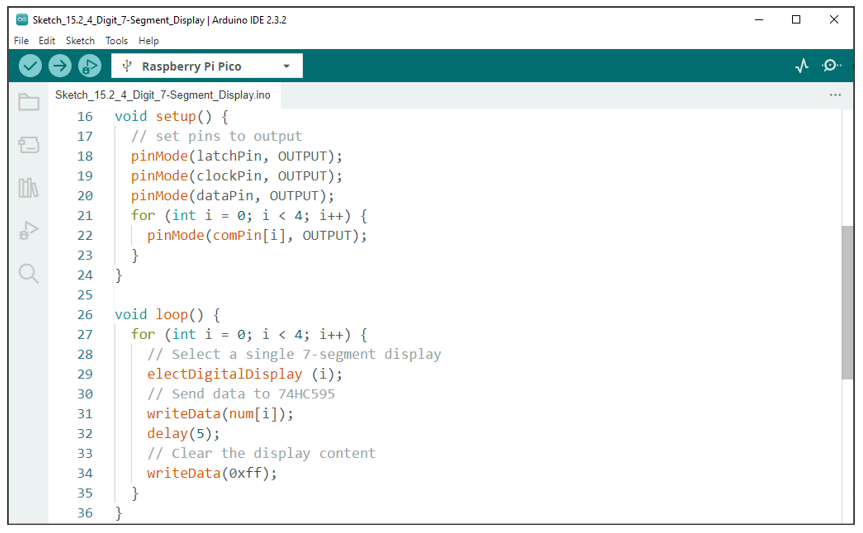 Sketch_15.2_4_Digit_7-Segment_Display | Arduino IDE 2.3.2
File Edit Sketch Tools Help
Raspberry Pi Pico
Sketch_15.2_4_Digit_7-Segment_Display.ino
16 void setup() {
17   // set pins to output
18   pinMode(latchPin, OUTPUT);
19   pinMode(clockPin, OUTPUT);
20   pinMode(dataPin, OUTPUT);
21   for (int i = 0; i < 4; i++) {
22     pinMode(comPin[i], OUTPUT);
23   }
24 }
25
26 void loop() {
27   for (int i = 0; i < 4; i++) {
28     // Select a single 7-segment display
29     electDigitalDisplay (i);
30     // Send data to 74HC595
31     writeData(num[i]);
32     delay(5);
33     // Clear the display content
34     writeData(0xff);
35   }
36 }